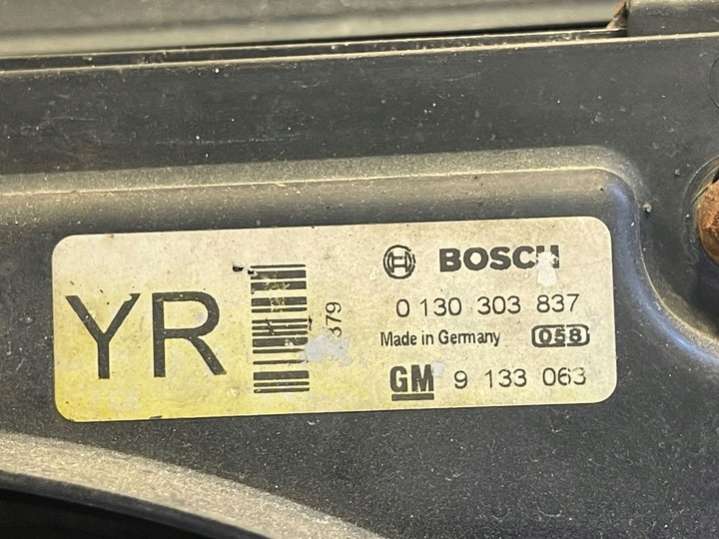 YR
379
BOSCH
0 130 303 837
Made in Germany 058
GM 9 133 063